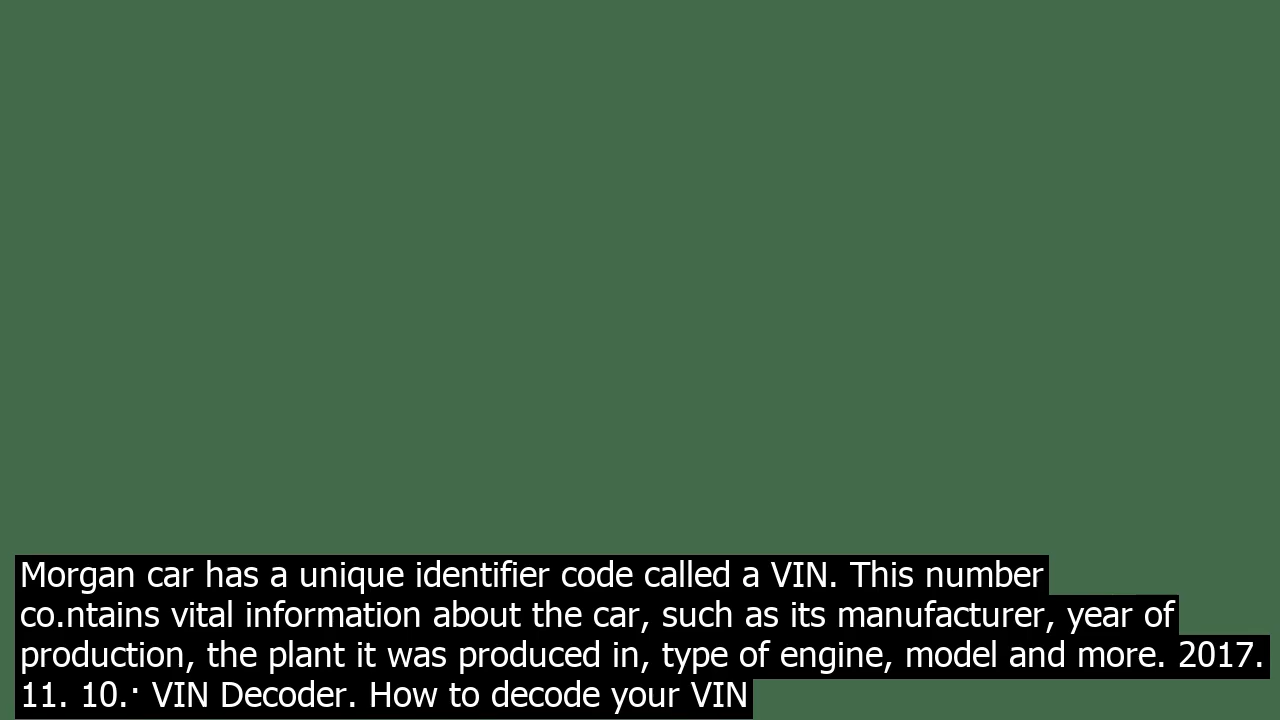 Morgan car has a unique identifier code called a VIN. This number
co.ntains vital information about the car, such as its manufacturer, year of
production, the plant it was produced in, type of engine, model and more. 2017.
11. 10.· VIN Decoder. How to decode your VIN